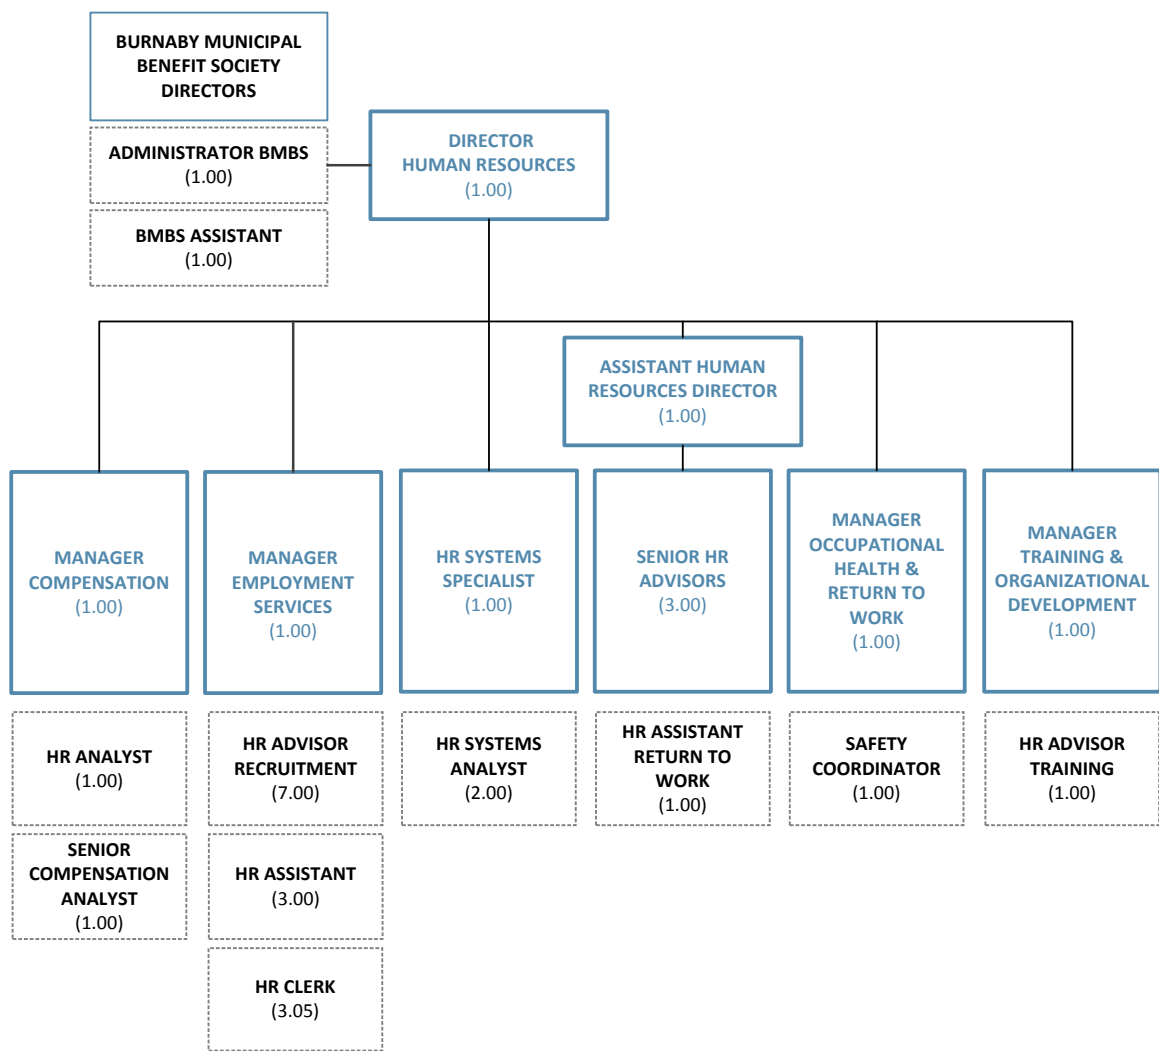 BURNABY MUNICIPAL
BENEFIT SOCIETY
DIRECTORS
ADMINISTRATOR BMBS
(1.00)
BMBS ASSISTANT
(1.00)
DIRECTOR
HUMAN RESOURCES
(1.00)
ASSISTANT HUMAN
RESOURCES DIRECTOR
(1.00)
MANAGER
COMPENSATION
(1.00)
MANAGER
EMPLOYMENT
SERVICES
(1.00)
HR SYSTEMS
SPECIALIST
(1.00)
SENIOR HR
ADVISORS
(3.00)
MANAGER
OCCUPATIONAL
HEALTH &
RETURN TO
WORK
(1.00)
MANAGER
TRAINING &
ORGANIZATIONAL
DEVELOPMENT
(1.00)
HR ANALYST
(1.00)
HR ADVISOR
RECRUITMENT
(7.00)
HR SYSTEMS
ANALYST
(2.00)
HR ASSISTANT
RETURN TO
WORK
(1.00)
SAFETY
COORDINATOR
(1.00)
HR ADVISOR
TRAINING
(1.00)
SENIOR
COMPENSATION
ANALYST
(1.00)
HR ASSISTANT
(3.00)
HR CLERK
(3.05)